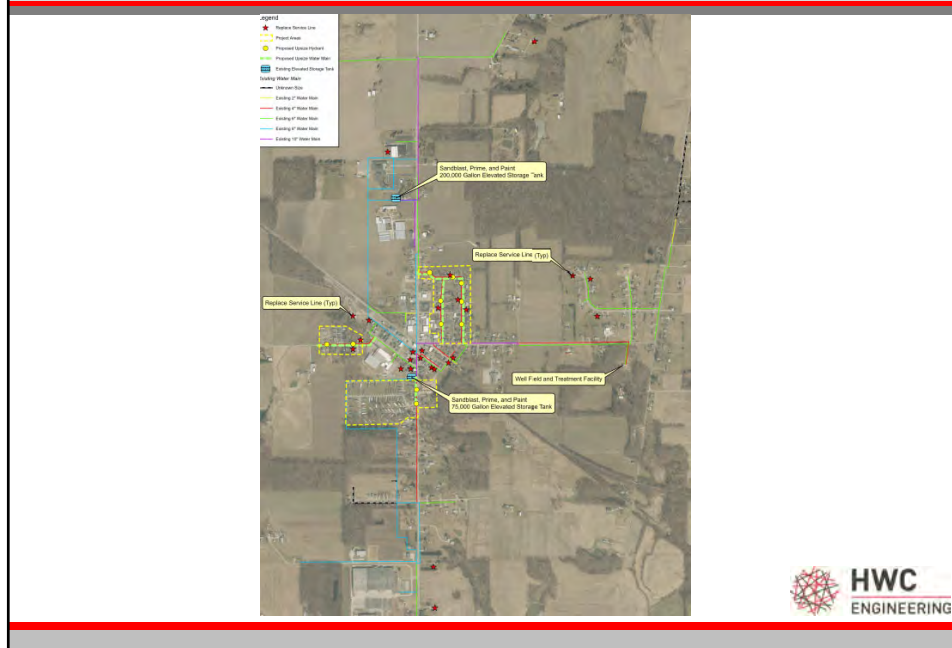 Legend
Replace Service Line
Project Areas
Proposed Upsize Hydrant
Proposed Upsize Water Main
Existing Elevated Storage Tank
Existing Water Main
Unknown Size
Existing 2" Water Main
Existing 4" Water Main
Existing 6" Water Main
Existing 8" Water Main
Existing 10" Water Main
Sandblast, Prime, and Paint
200,000 Gallon Elevated Storage Tank
Replace Service Line (Typ)
Replace Service Line (Typ)
Well Field and Treatment Facility
Sandblast, Prime, and Paint
75,000 Gallon Elevated Storage Tank
HWC
ENGINEERING